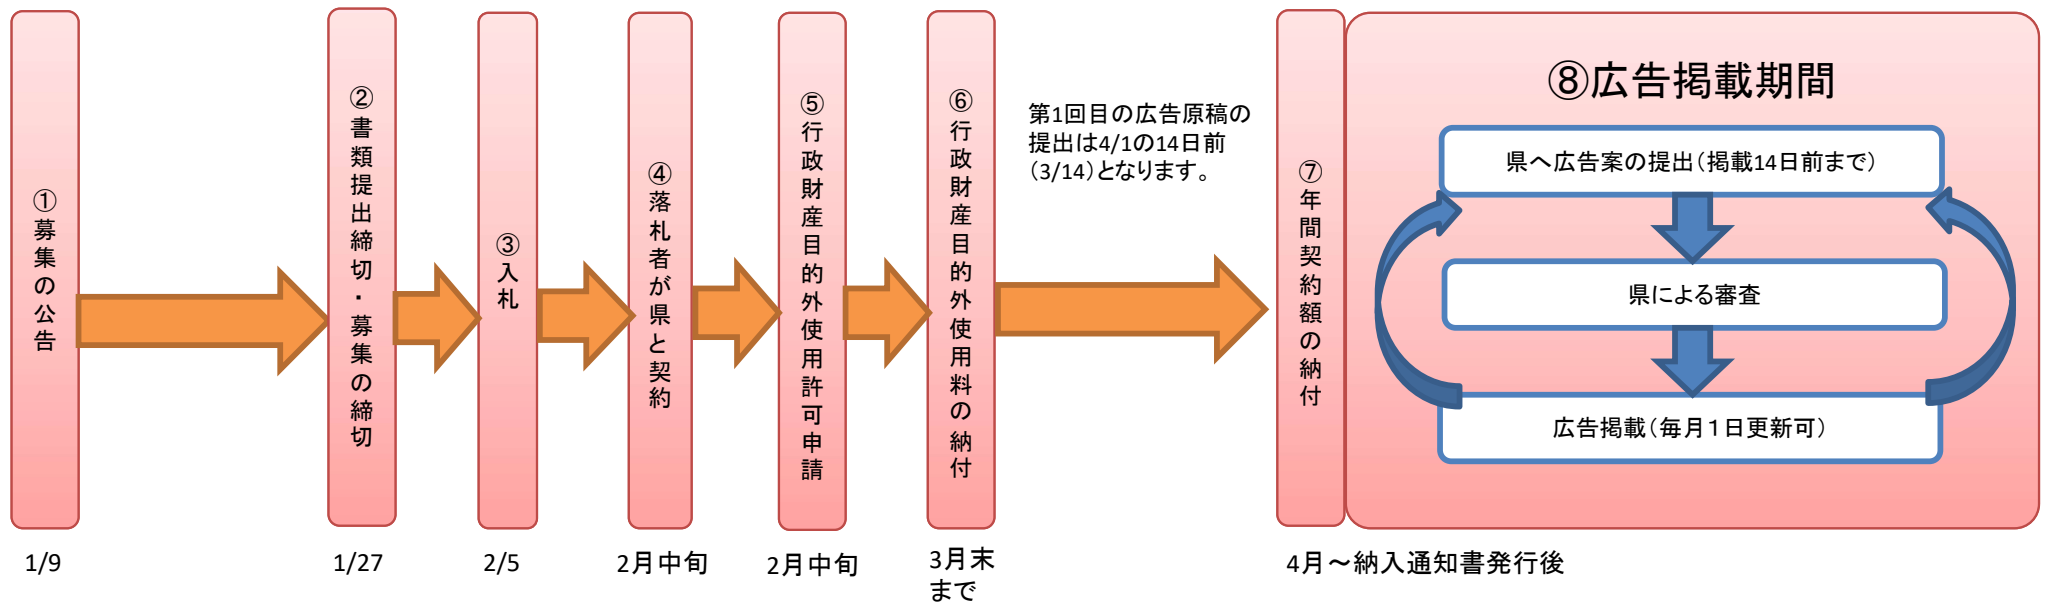 ①募集の公告
②書類提出締切・募集の締切
③入札
④落札者が県と契約
⑤行政財産目的外使用許可申請
⑥行政財産目的外使用料の納付
第1回目の広告原稿の
提出は4/1の14日前
（3/14）となります。
⑦年間契約額の納付
⑧広告掲載期間
県へ広告案の提出（掲載14日前まで）
県による審査
広告掲載（毎月１日更新可）
1/9
1/27
2/5
2月中旬
2月中旬
3月末
まで
4月～納入通知書発行後